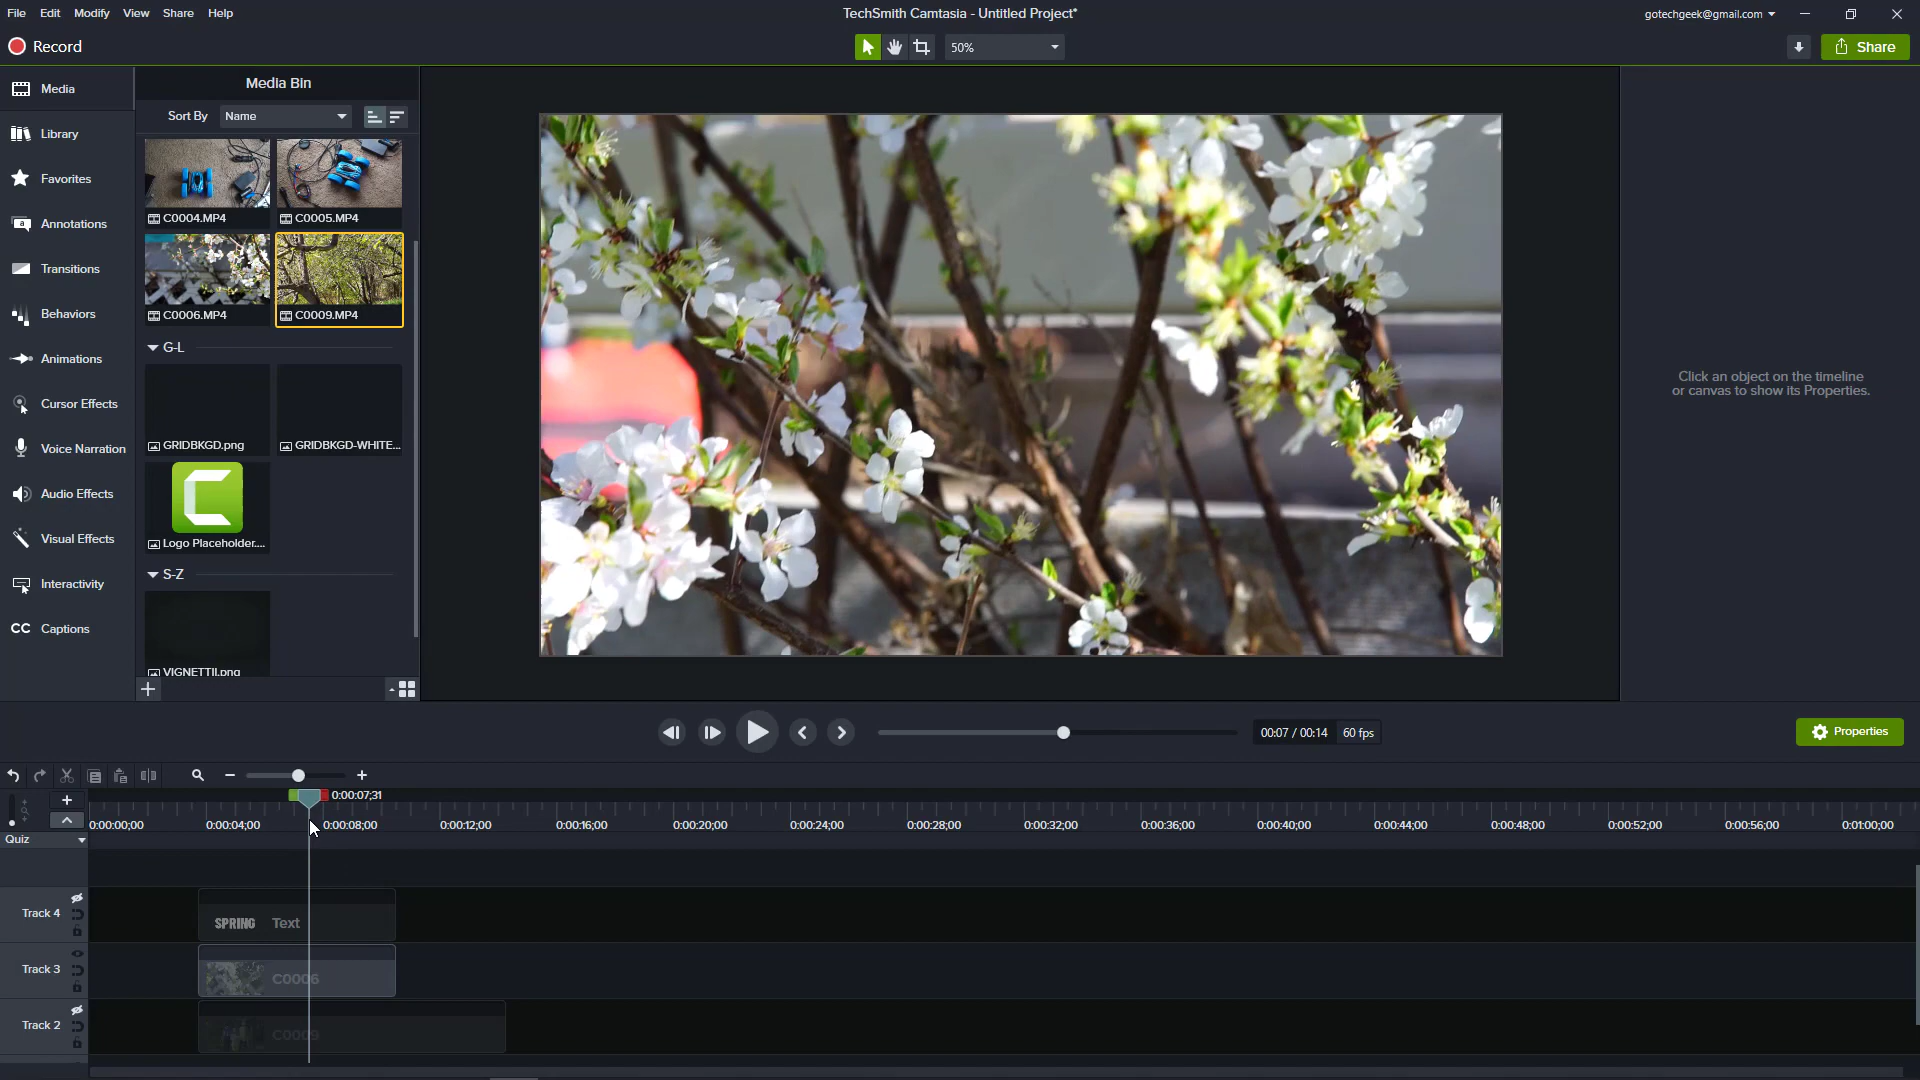 File Edit Modify View Share Help
TechSmith Camtasia - Untitled Project*
gotechgeek@gmail.com
Record
50%
Share
Media
Library
Favorites
Annotations
Transitions
Behaviors
Animations
Cursor Effects
Voice Narration
Audio Effects
Visual Effects
Interactivity
CC Captions
Media Bin
Sort By Name
C0004.MP4 C0005.MP4
C0006.MP4 C0009.MP4
G-L
GRIDBKGD.png GRIDBKGD-WHITE...
Logo Placeholder....
S-Z
VIGNETTII.png
Click an object on the timeline
or canvas to show its Properties.
00:07 / 00:14 60 fps
Properties
0:00:07;31
0:00:00;00 0:00:04;00 0:00:08;00 0:00:12;00 0:00:16;00 0:00:20;00 0:00:24;00 0:00:28;00 0:00:32;00 0:00:36;00 0:00:40;00 0:00:44;00 0:00:48;00 0:00:52;00 0:00:56;00 0:01:00;00
Quiz
Track 4
SPRING Text
Track 3
C0006
Track 2
C0009